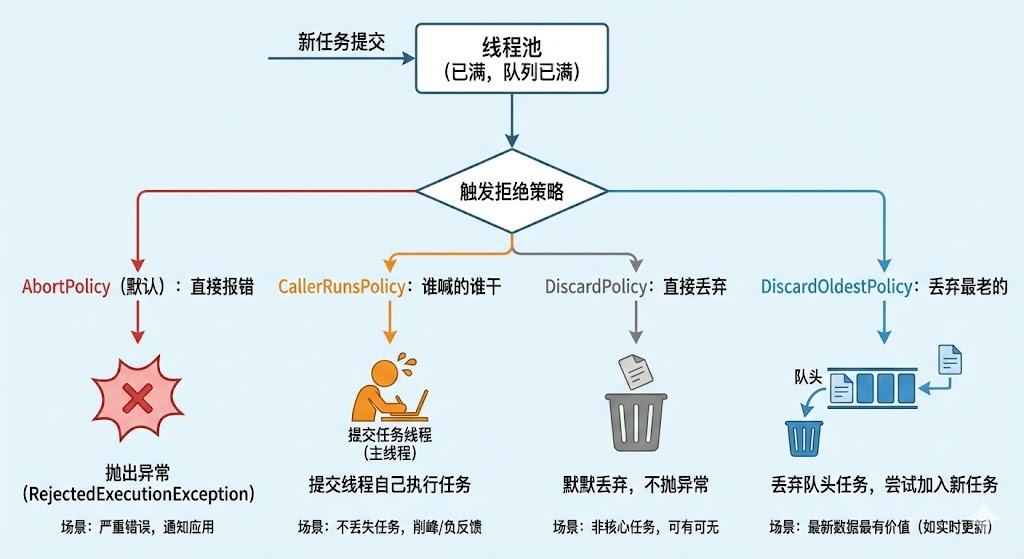 新任务提交
线程池
（已满，队列已满）
触发拒绝策略
AbortPolicy（默认）：直接报错
CallerRunsPolicy：谁喊的谁干
DiscardPolicy：直接丢弃
DiscardOldestPolicy：丢弃最老的
提交任务线程
（主线程）
队头
抛出异常
（RejectedExecutionException）
提交线程自己执行任务
默默丢弃，不抛异常
丢弃队头任务，尝试加入新任务
场景：严重错误，通知应用
场景：不丢失任务，削峰/负反馈
场景：非核心任务，可有可无
场景：最新数据最有价值（如实时更新）